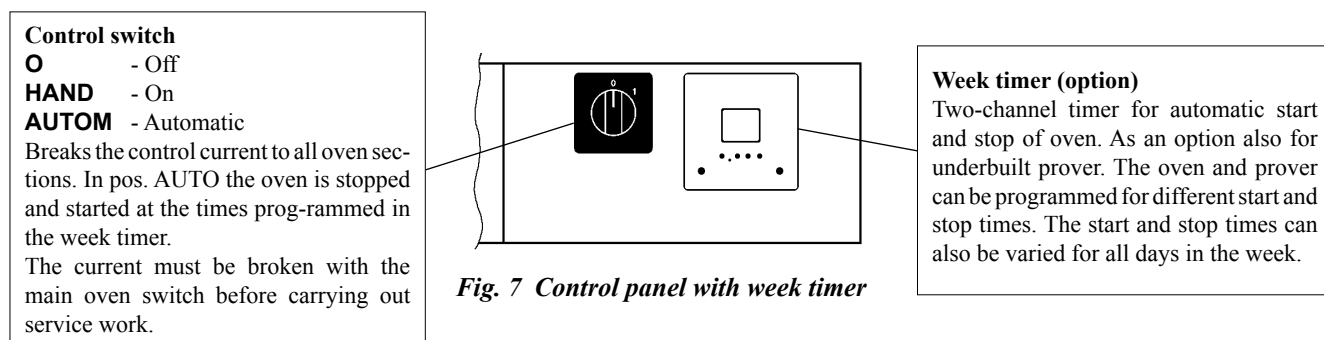 Control switch
O - Off
HAND - On
AUTOM - Automatic
Breaks the control current to all oven sec-
tions. In pos. AUTO the oven is stopped
and started at the times prog-rammed in
the week timer.
The current must be broken with the
main oven switch before carrying out
service work.
0
1
Fig. 7 Control panel with week timer
Week timer (option)
Two-channel timer for automatic start
and stop of oven. As an option also for
underbuilt prover. The oven and prover
can be programmed for different start and
stop times. The start and stop times can
also be varied for all days in the week.